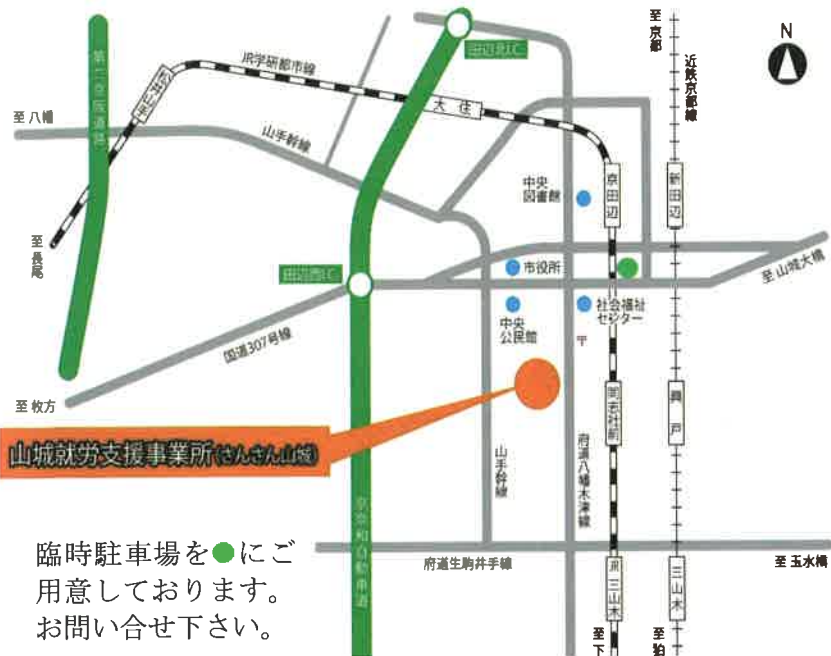 至 京都
近鉄京都線
N
田辺北I.C
第二京阪道路
JR学研都市線
松井山手
大住
至 八幡
山手幹線
中央
図書館
京田辺
新田辺
至 長尾
市役所
至 山城大橋
田辺西I.C
中央
公民館
社会福祉
センター
〒
国道307号線
至 枚方
同志社前
興戸
山城就労支援事業所(さんさん山城)
山手幹線
府道八幡木津線
京奈和自動車道
臨時駐車場を●にご
用意しております。
お問い合せ下さい。
府道生駒井手線
至 玉水橋
JR三山木
三山木
至 下
至